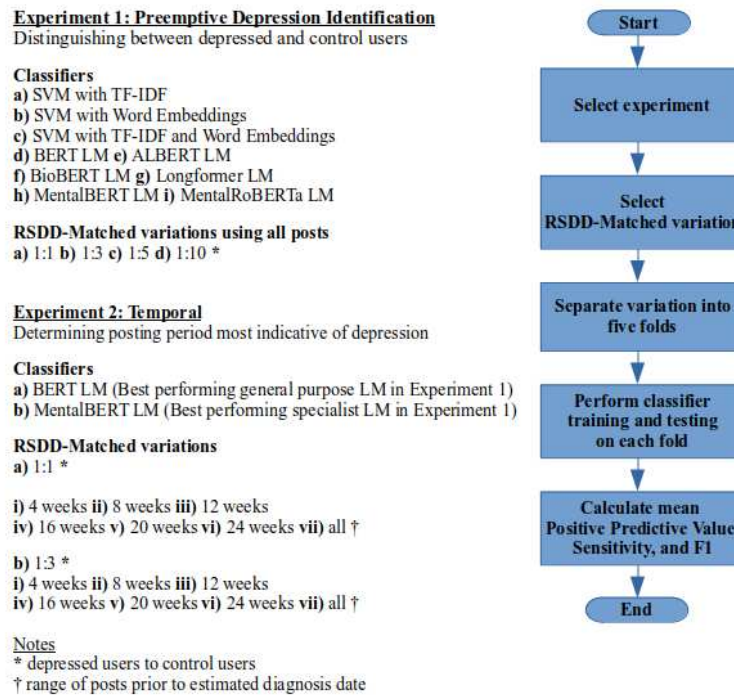 Experiment 1: Preemptive Depression Identification
Distinguishing between depressed and control users
Classifiers
a) SVM with TF-IDF
b) SVM with Word Embeddings
c) SVM with TF-IDF and Word Embeddings
d) BERT LM e) ALBERT LM
f) BioBERT LM g) Longformer LM
h) MentalBERT LM i) MentalRoBERTa LM
RSDD-Matched variations using all posts
a) 1:1 b) 1:3 c) 1:5 d) 1:10 *
Experiment 2: Temporal
Determining posting period most indicative of depression
Classifiers
a) BERT LM (Best performing general purpose LM in Experiment 1)
b) MentalBERT LM (Best performing specialist LM in Experiment 1)
RSDD-Matched variations
a) 1:1 *
i) 4 weeks ii) 8 weeks iii) 12 weeks
iv) 16 weeks v) 20 weeks vi) 24 weeks vii) all †
b) 1:3 *
i) 4 weeks ii) 8 weeks iii) 12 weeks
iv) 16 weeks v) 20 weeks vi) 24 weeks vii) all †
Notes
* depressed users to control users
† range of posts prior to estimated diagnosis date
Start
Select experiment
Select
RSDD-Matched variation
Separate variation into
five folds
Perform classifier
training and testing
on each fold
Calculate mean
Positive Predictive Value
Sensitivity, and F1
End